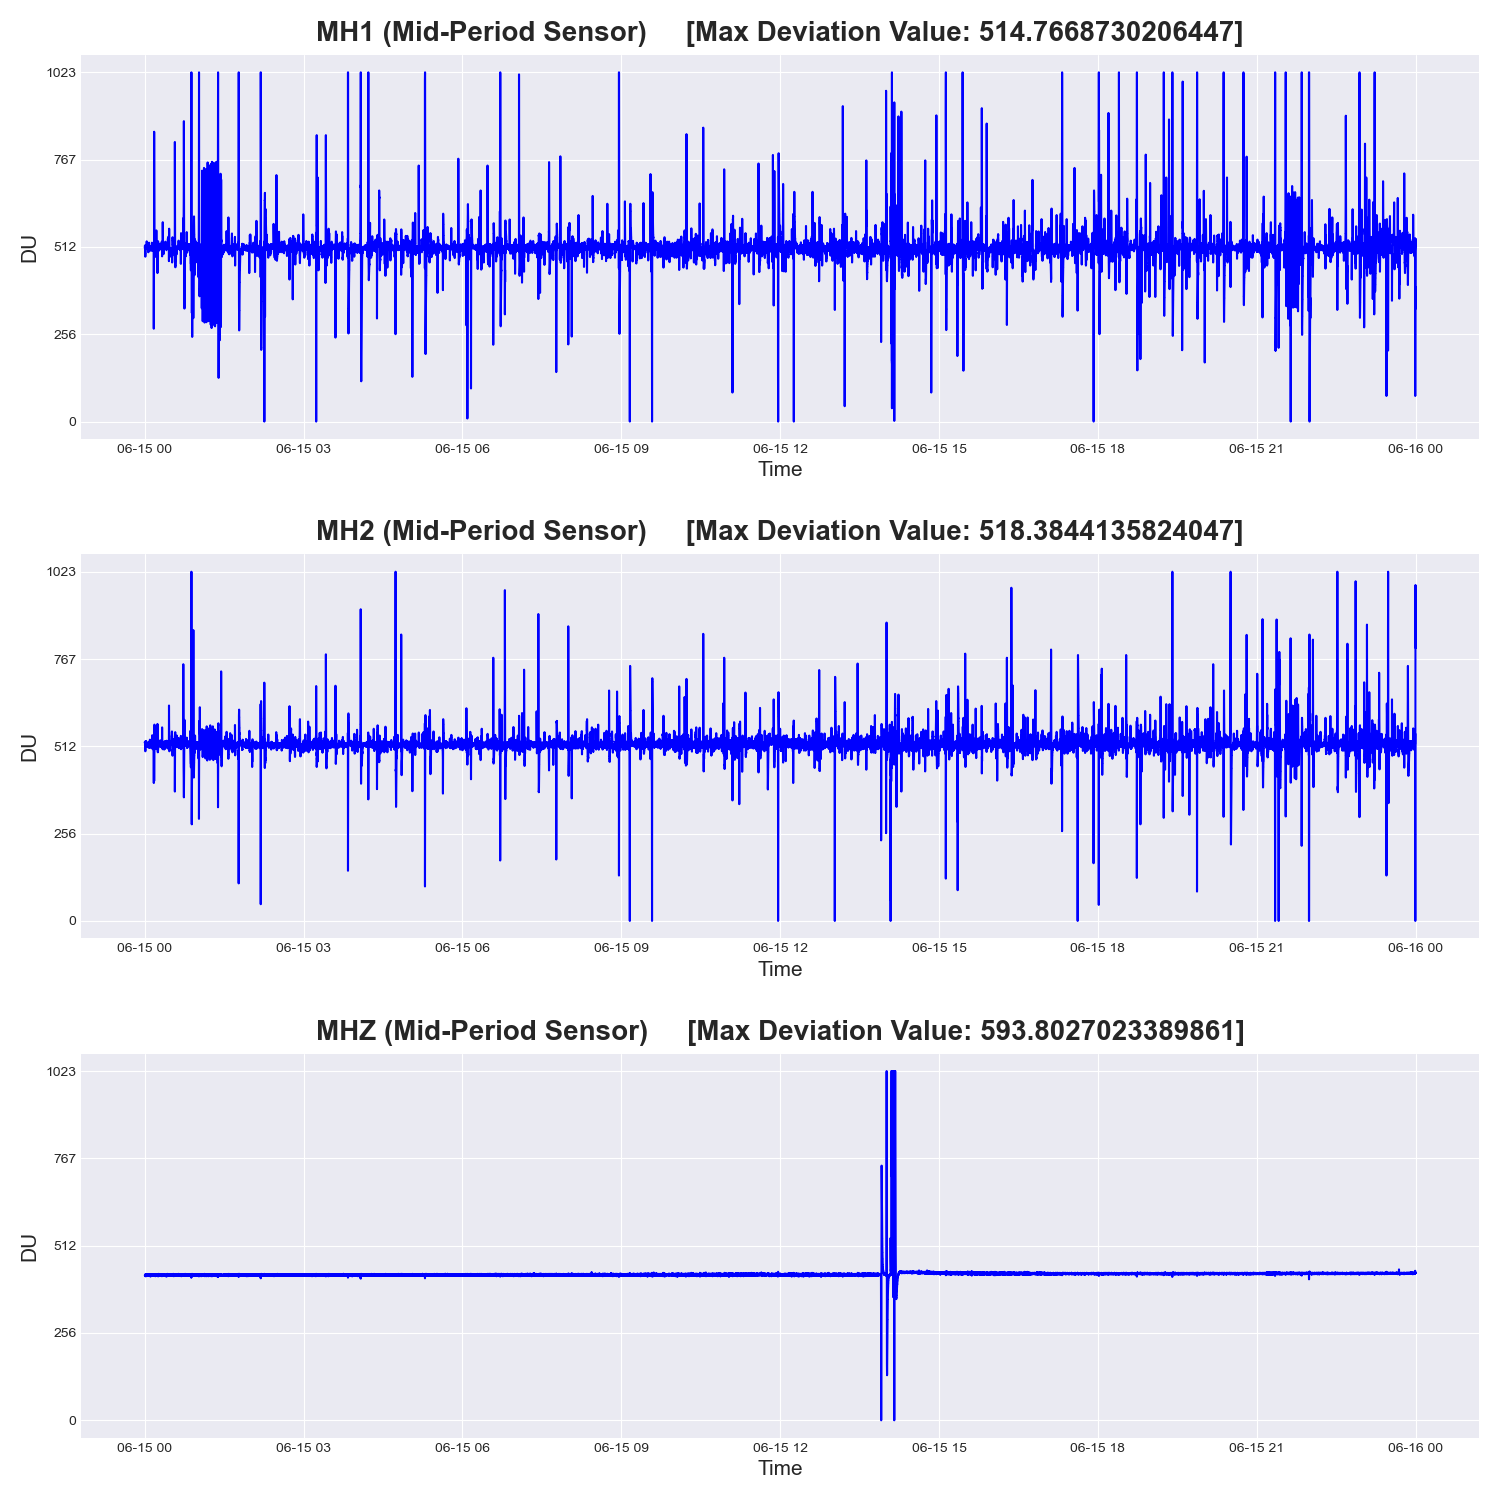 MH1 (Mid-Period Sensor) [Max Deviation Value: 514.7668730206447]
1023
767
512
256
0
DU
06-15 00 06-15 03 06-15 06 06-15 09 06-15 12 06-15 15 06-15 18 06-15 21 06-16 00
Time
MH2 (Mid-Period Sensor) [Max Deviation Value: 518.3844135824047]
1023
767
512
256
0
DU
06-15 00 06-15 03 06-15 06 06-15 09 06-15 12 06-15 15 06-15 18 06-15 21 06-16 00
Time
MHZ (Mid-Period Sensor) [Max Deviation Value: 593.8027023389861]
1023
767
512
256
0
DU
06-15 00 06-15 03 06-15 06 06-15 09 06-15 12 06-15 15 06-15 18 06-15 21 06-16 00
Time